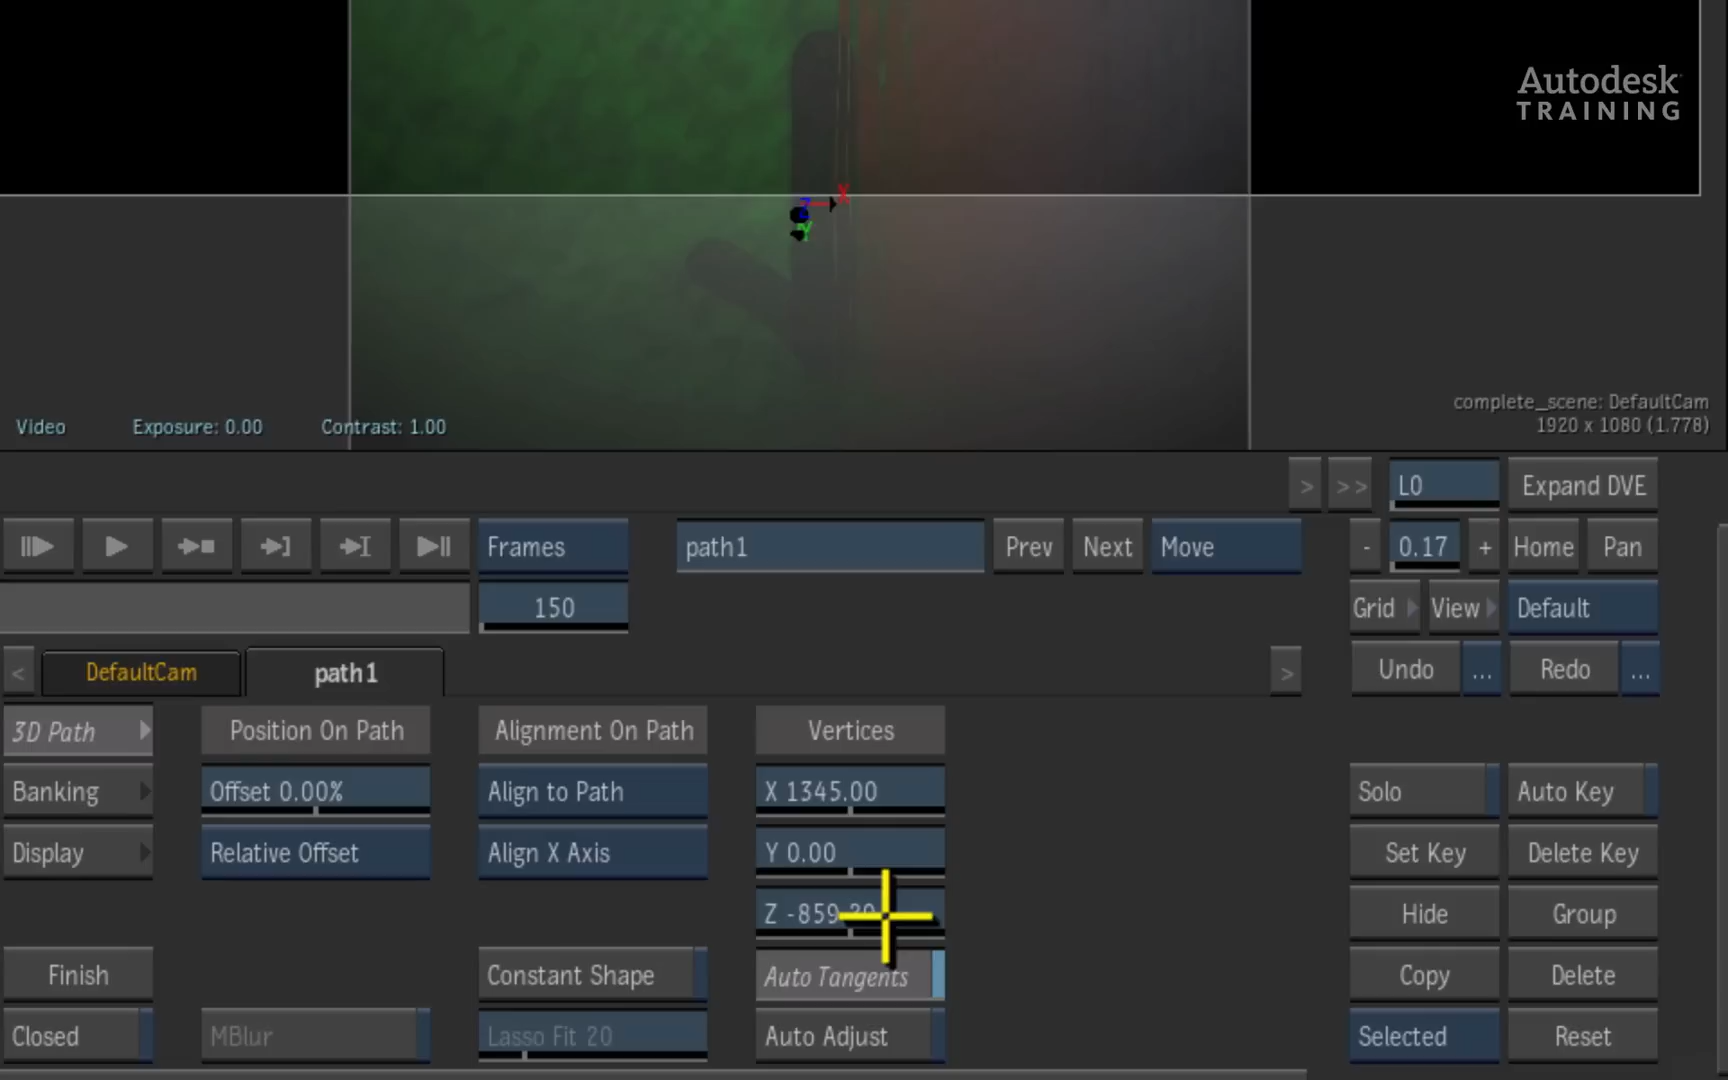 Autodesk
TRAINING
X
Z
Y
Video Exposure: 0.00 Contrast: 1.00
complete_scene: DefaultCam
1920 x 1080 (1.778)
> >> L0 Expand DVE
Frames path1 Prev Next Move - 0.17 + Home Pan
150 Grid View Default
< DefaultCam path1 > Undo ... Redo ...
3D Path Position On Path Alignment On Path Vertices
Banking Offset 0.00% Align to Path X 1345.00 Solo Auto Key
Display Relative Offset Align X Axis Y 0.00 Set Key Delete Key
Z -859 Hide Group
Finish Constant Shape Auto Tangents Copy Delete
Closed MBlur Lasso Fit 20 Auto Adjust Selected Reset